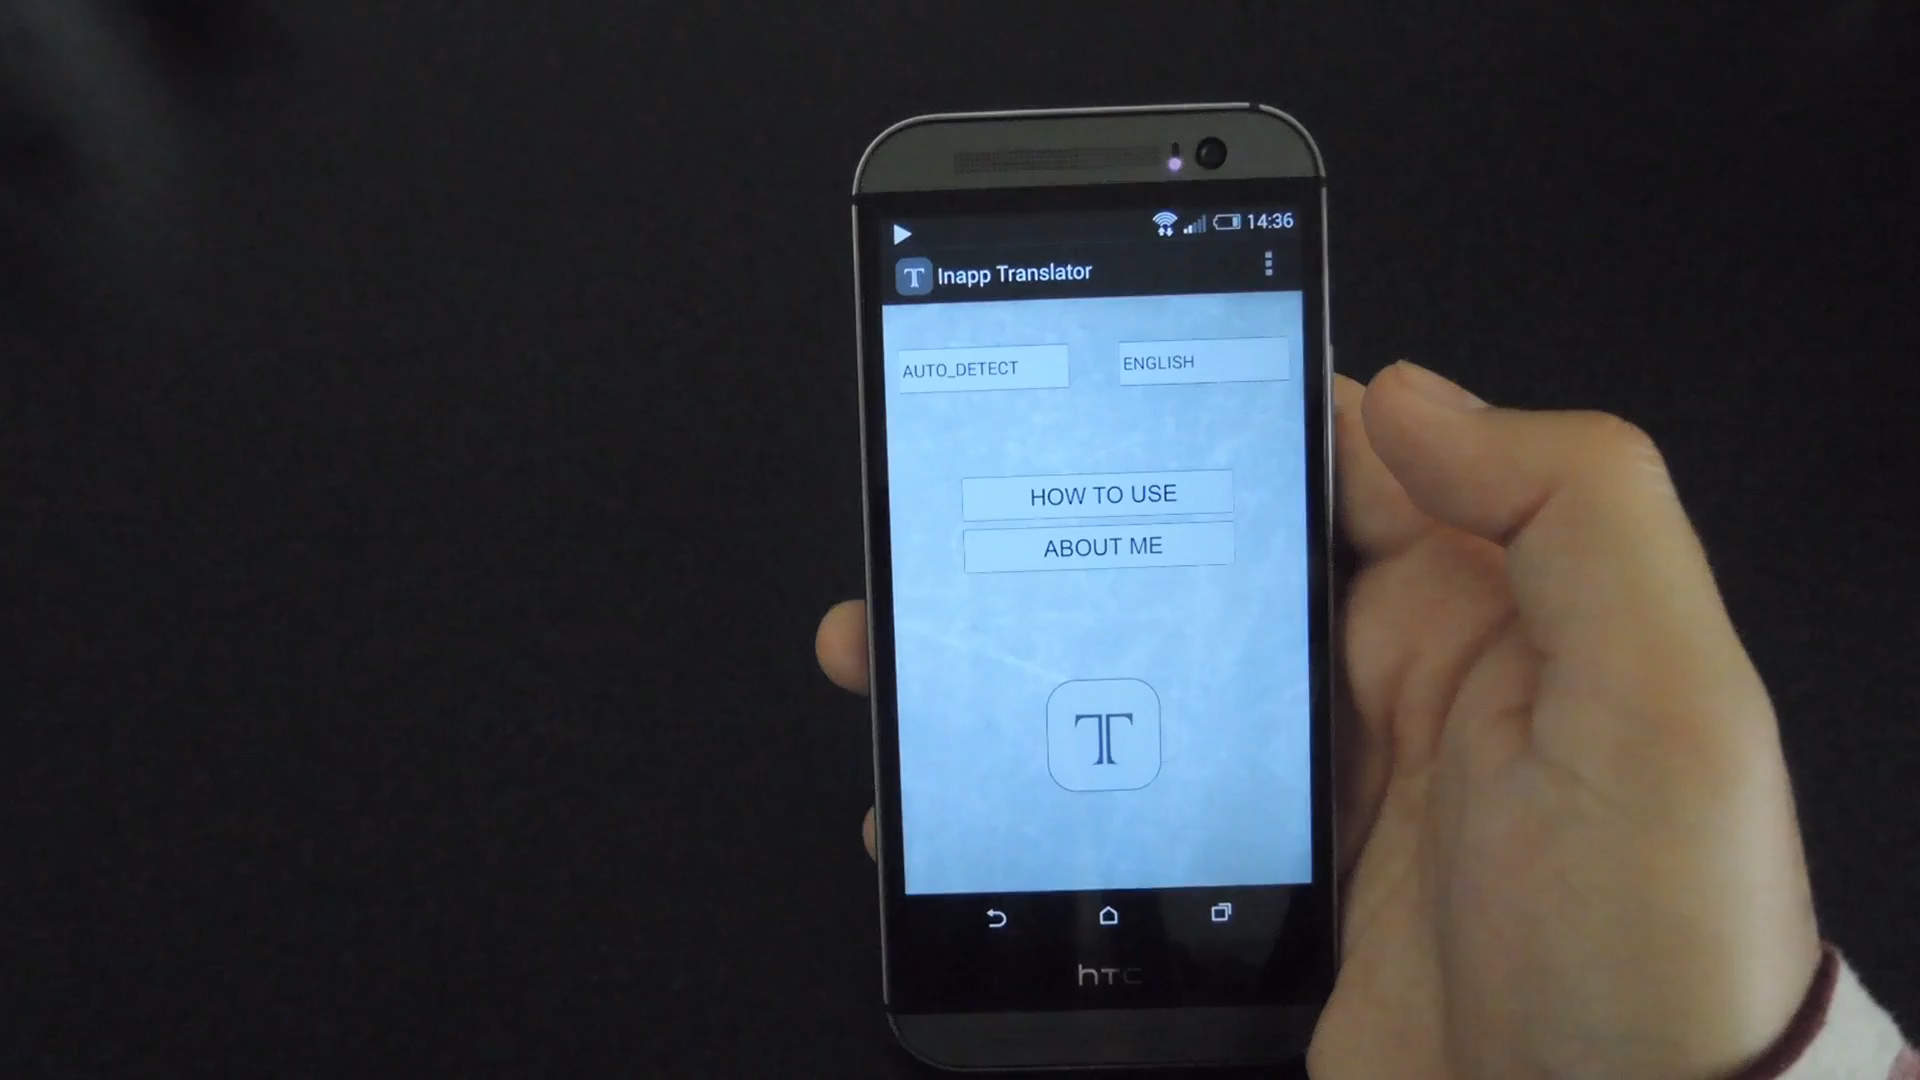 14:36
T Inapp Translator
AUTO_DETECT ENGLISH
HOW TO USE
ABOUT ME
T
hTC